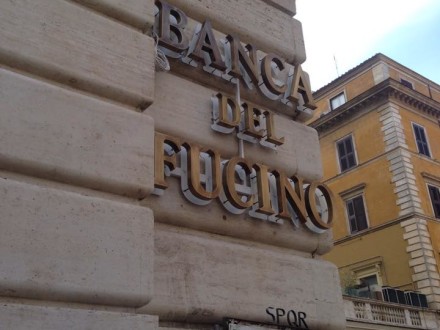 BANCA
DEL
FUCINO
SPQR